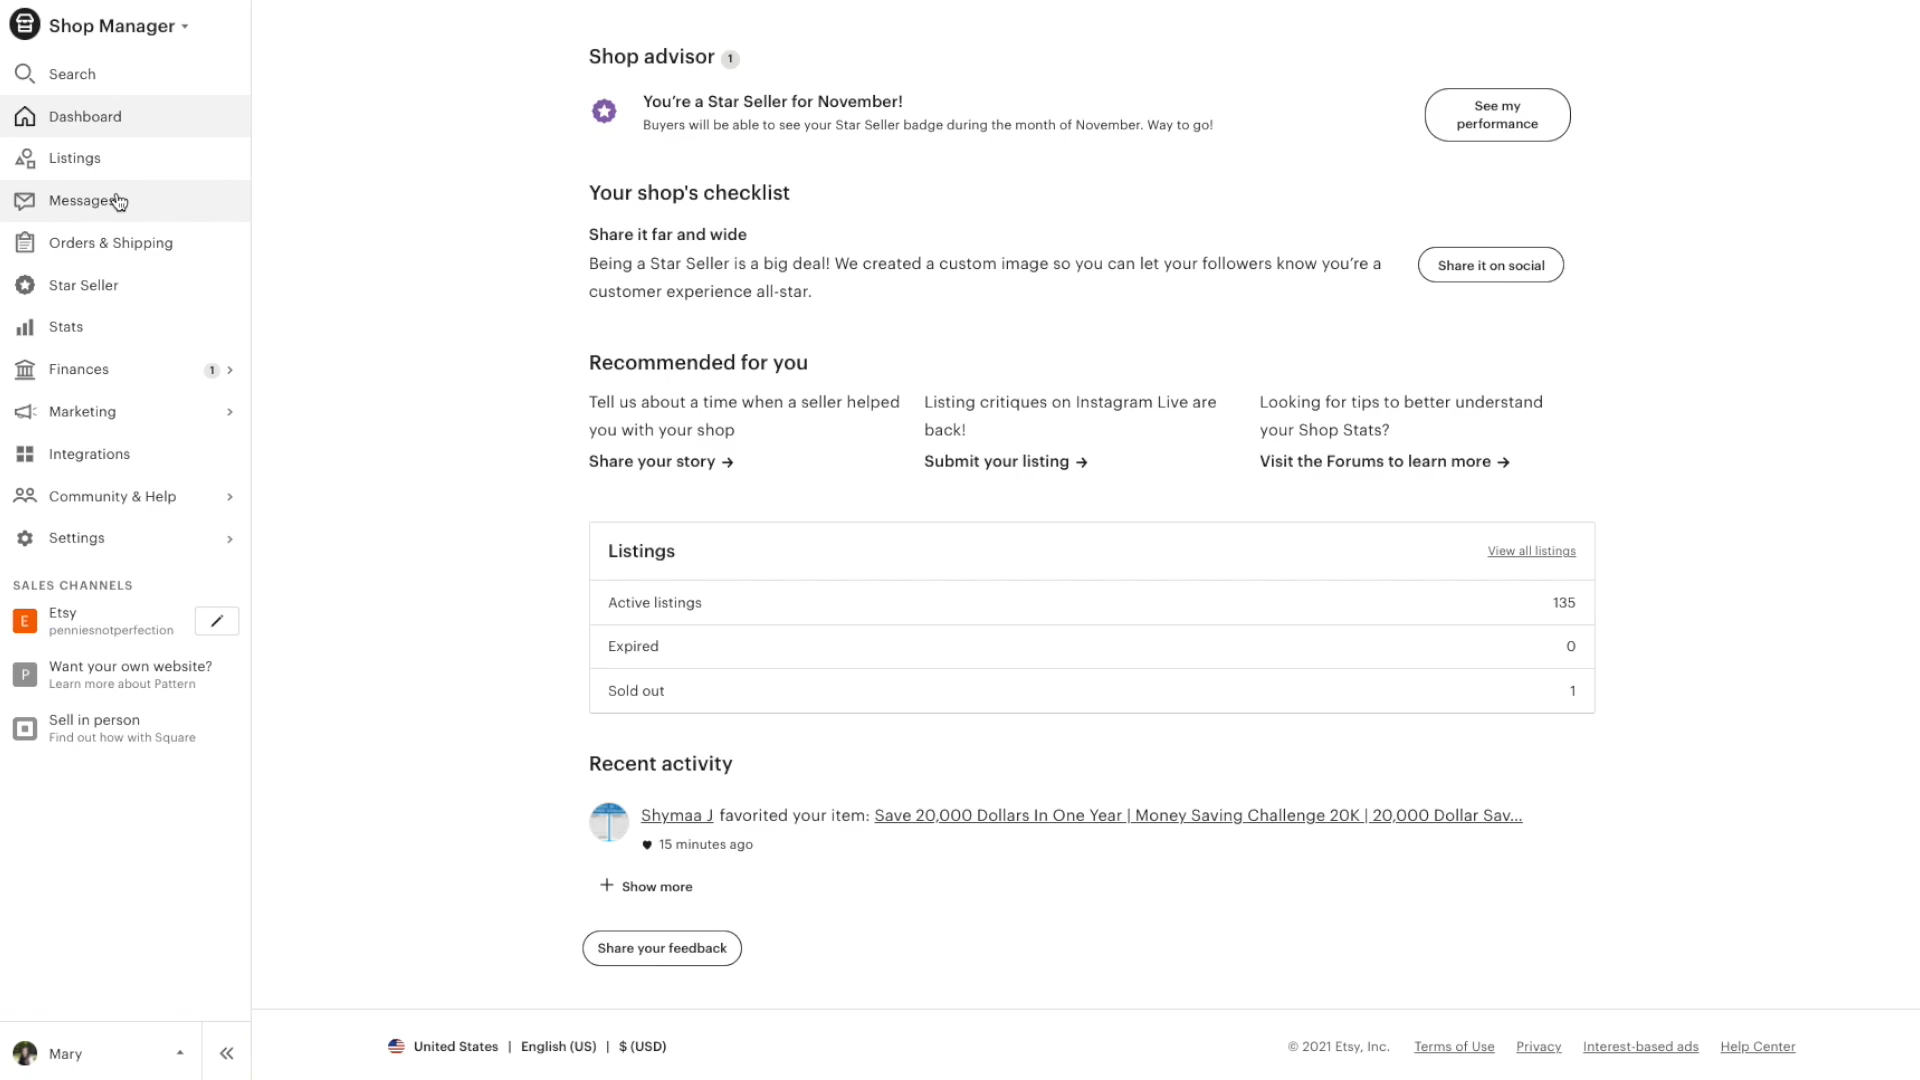 Shop Manager
Search
Dashboard
Listings
Messages
Orders & Shipping
Star Seller
Stats
Finances 1
Marketing
Integrations
Community & Help
Settings
SALES CHANNELS
E
Etsy
penniesnotperfection
P
Want your own website?
Learn more about Pattern
Sell in person
Find out how with Square
Mary
Shop advisor 1
You're a Star Seller for November!
Buyers will be able to see your Star Seller badge during the month of November. Way to go!
See my
performance
Your shop's checklist
Share it far and wide
Being a Star Seller is a big deal! We created a custom image so you can let your followers know you're a
customer experience all-star.
Share it on social
Recommended for you
Tell us about a time when a seller helped
you with your shop
Share your story →
Listing critiques on Instagram Live are
back!
Submit your listing →
Looking for tips to better understand
your Shop Stats?
Visit the Forums to learn more →
Listings View all listings
Active listings 135
Expired 0
Sold out 1
Recent activity
Shymaa J favorited your item: Save 20,000 Dollars In One Year | Money Saving Challenge 20K | 20,000 Dollar Sav...
15 minutes ago
+ Show more
Share your feedback
United States | English (US) | $ (USD)
© 2021 Etsy, Inc. Terms of Use Privacy Interest-based ads Help Center